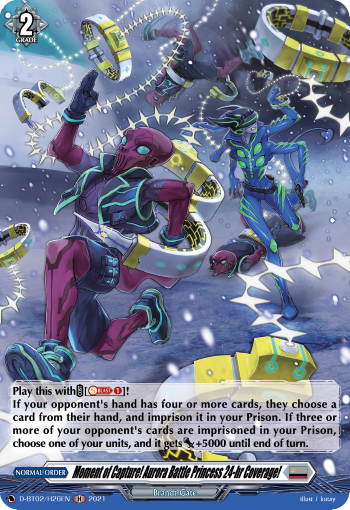 2
GRADE
Play this with [COST] [SOUL BLAST 1]!
If your opponent's hand has four or more cards, they choose a
card from their hand, and imprison it in your Prison. If three or
more of your opponent's cards are imprisoned in your Prison,
choose one of your units, and it gets +5000 until end of turn.
NORMAL ORDER
Moment of Capture! Aurora Battle Princess 24-hr Coverage!
Brandt Gate
D-BT02/H26EN H 2021 illust / kutay